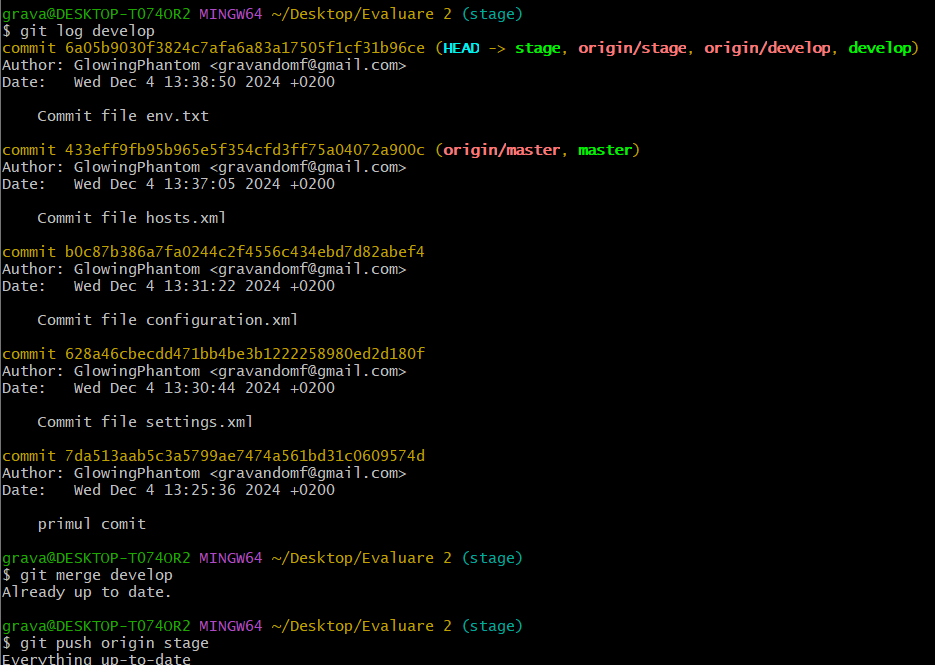 grava@DESKTOP-T074OR2 MINGW64 ~/Desktop/Evaluare 2 (stage)
$ git log develop
commit 6a05b9030f3824c7afa6a83a17505f1cf31b96ce (HEAD -> stage, origin/stage, origin/develop, develop)
Author: GlowingPhantom <gravandomf@gmail.com>
Date:   Wed Dec 4 13:38:50 2024 +0200
    Commit file env.txt
commit 433eff9fb95b965e5f354cfd3ff75a04072a900c (origin/master, master)
Author: GlowingPhantom <gravandomf@gmail.com>
Date:   Wed Dec 4 13:37:05 2024 +0200
    Commit file hosts.xml
commit b0c87b386a7fa0244c2f4556c434ebd7d82abef4
Author: GlowingPhantom <gravandomf@gmail.com>
Date:   Wed Dec 4 13:31:22 2024 +0200
    Commit file configuration.xml
commit 628a46cbecdd471bb4be3b1222258980ed2d180f
Author: GlowingPhantom <gravandomf@gmail.com>
Date:   Wed Dec 4 13:30:44 2024 +0200
    Commit file settings.xml
commit 7da513aab5c3a5799ae7474a561bd31c0609574d
Author: GlowingPhantom <gravandomf@gmail.com>
Date:   Wed Dec 4 13:25:36 2024 +0200
    primul comit
grava@DESKTOP-T074OR2 MINGW64 ~/Desktop/Evaluare 2 (stage)
$ git merge develop
Already up to date.
grava@DESKTOP-T074OR2 MINGW64 ~/Desktop/Evaluare 2 (stage)
$ git push origin stage
Everything up-to-date